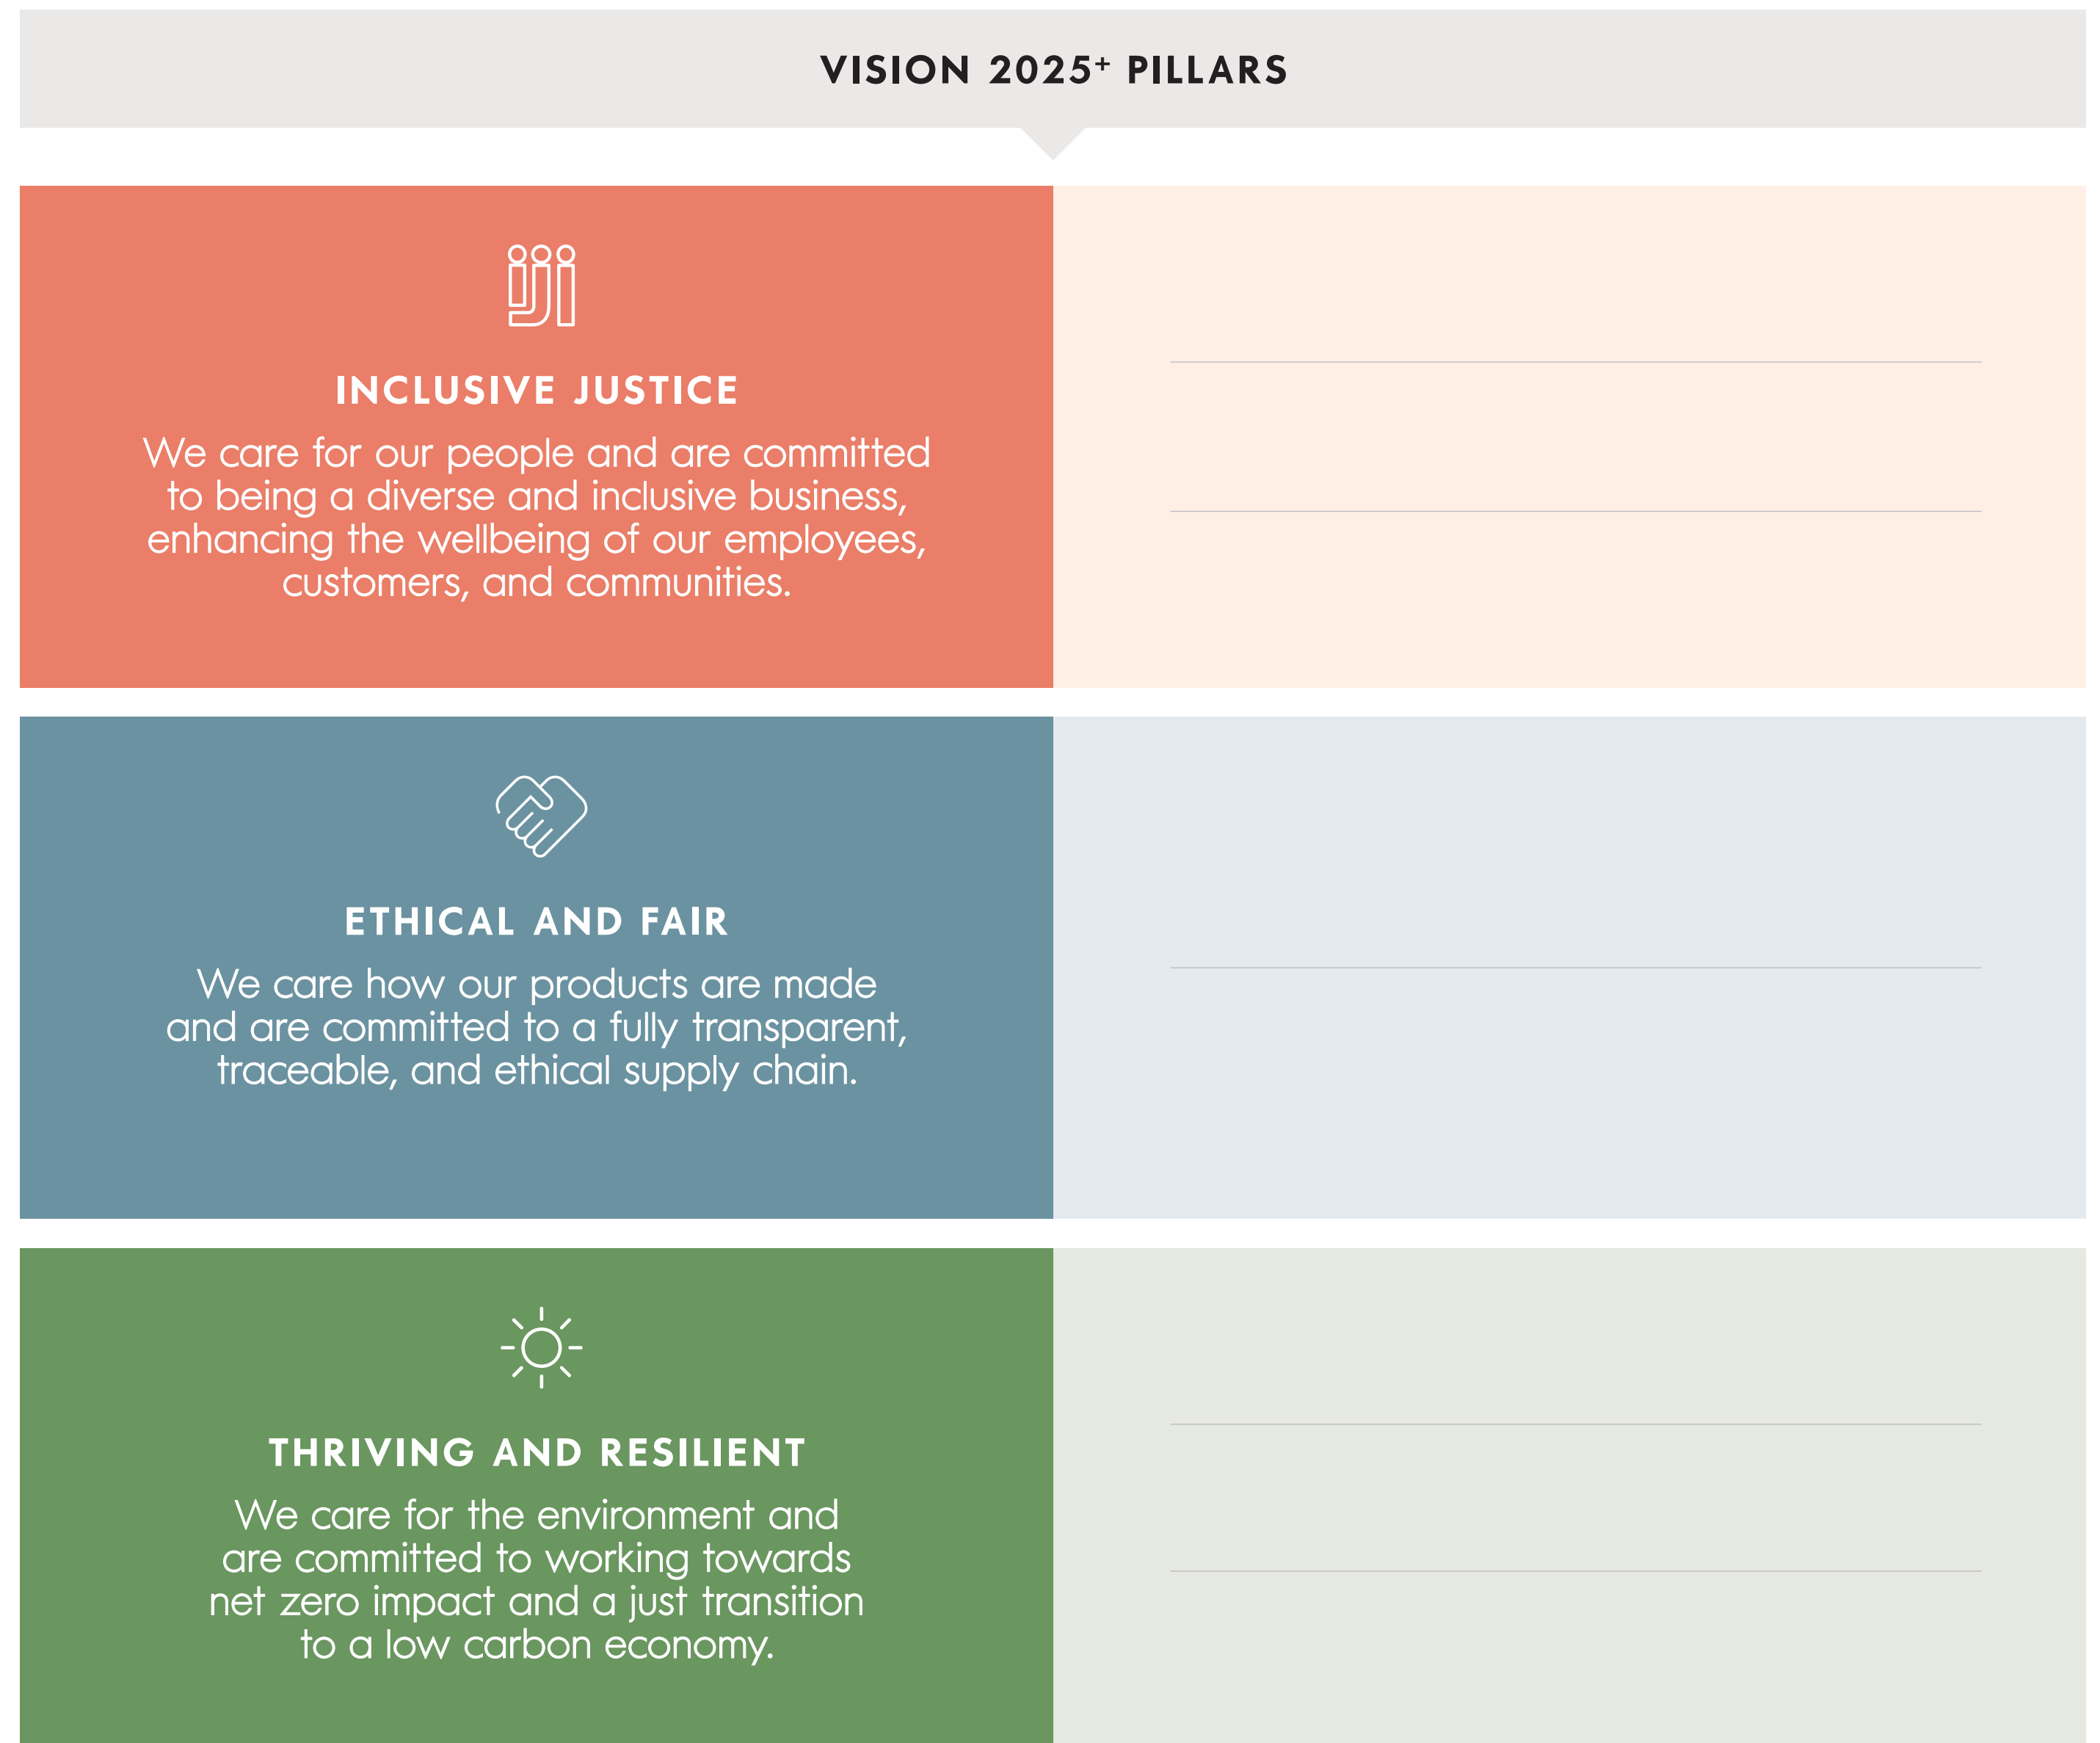 VISION 2025+ PILLARS
INCLUSIVE JUSTICE
We care for our people and are committed
to being a diverse and inclusive business,
enhancing the wellbeing of our employees,
customers, and communities.
ETHICAL AND FAIR
We care how our products are made
and are committed to a fully transparent,
traceable, and ethical supply chain.
THRIVING AND RESILIENT
We care for the environment and
are committed to working towards
net zero impact and a just transition
to a low carbon economy.